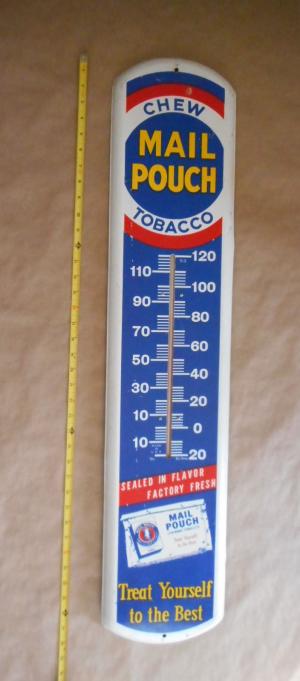 CHEW
MAIL
POUCH
TOBACCO
120
110
100
90
80
70
60
50
40
30
20
10
0
10
20
SEALED IN FLAVOR
FACTORY FRESH
MAIL
POUCH
Treat Yourself
to the Best